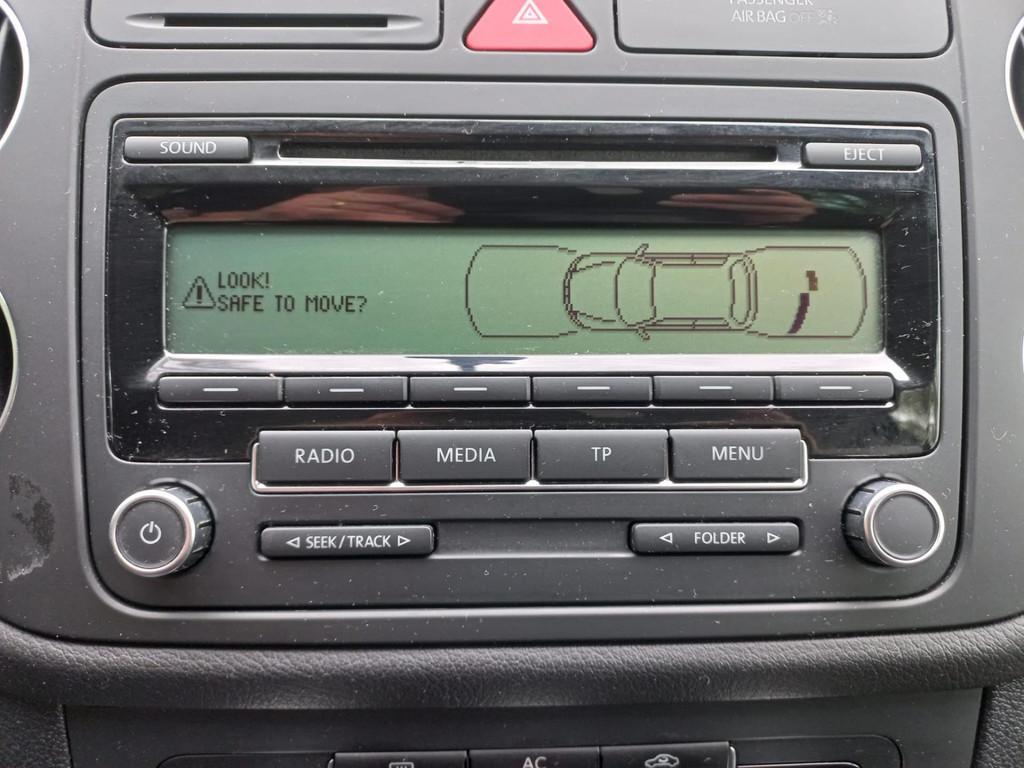 PASSENGER
AIR BAG OFF
SOUND
EJECT
LOOK!
SAFE TO MOVE?
RADIO
MEDIA
TP
MENU
SEEK/TRACK
FOLDER
AC